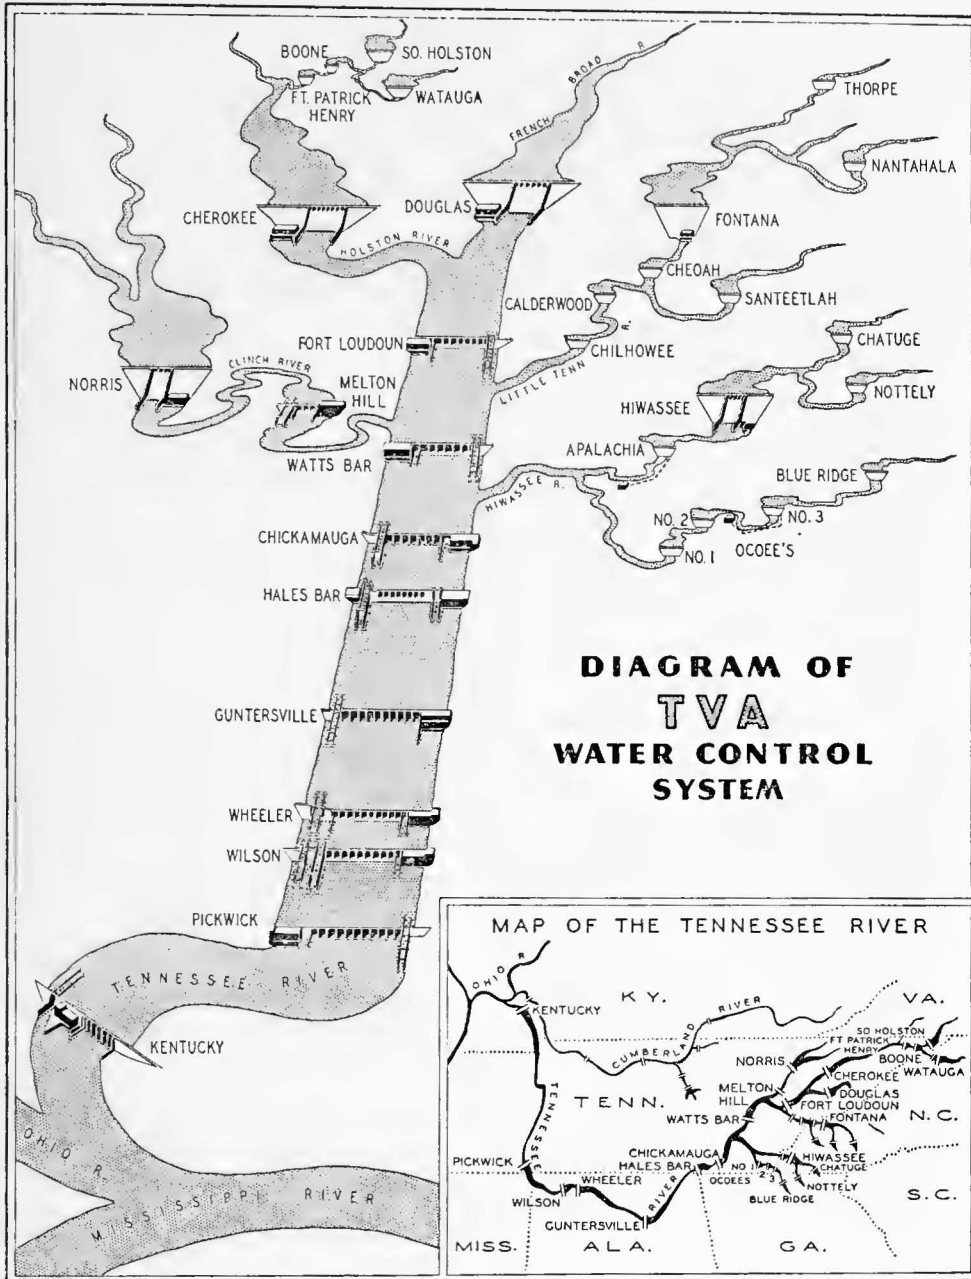 BOONE
SO. HOLSTON
FT. PATRICK
HENRY
WATAUGA
FRENCH BROAD R.
THORPE
NANTAHALA
CHEROKEE
DOUGLAS
FONTANA
HOLSTON RIVER
CHEOAH
CALDERWOOD
SANTEETLAH
FORT LOUDOUN
CHILHOWEE
CHATUGE
LITTLE TENN R.
NORRIS
CLINCH RIVER
MELTON
HILL
NOTTELY
HIWASSEE
WATTS BAR
APALACHIA
HIWASSEE R.
BLUE RIDGE
NO. 2
NO. 3
NO. 1
OCOEE'S
CHICKAMAUGA
HALES BAR
DIAGRAM OF
TVA
WATER CONTROL
SYSTEM
GUNTERSVILLE
WHEELER
WILSON
PICKWICK
TENNESSEE RIVER
KENTUCKY
OHIO R.
MISSISSIPPI RIVER
MAP OF THE TENNESSEE RIVER
OHIO R
KY.
VA.
KENTUCKY
CUMBERLAND RIVER
SO HOLSTON
FT PATRICK
HENRY
BOONE
WATAUGA
NORRIS
CHEROKEE
MELTON
HILL
DOUGLAS
FORT LOUDOUN
FONTANA
TENN.
N.C.
WATTS BAR
TENNESSEE RIVER
CHICKAMAUGA
HALES BAR
HIWASSEE
CHATUGE
OCOEES
NO 1
2
3
NOTTELY
BLUE RIDGE
PICKWICK
WHEELER
WILSON
GUNTERSVILLE
S.C.
MISS.
ALA.
GA.